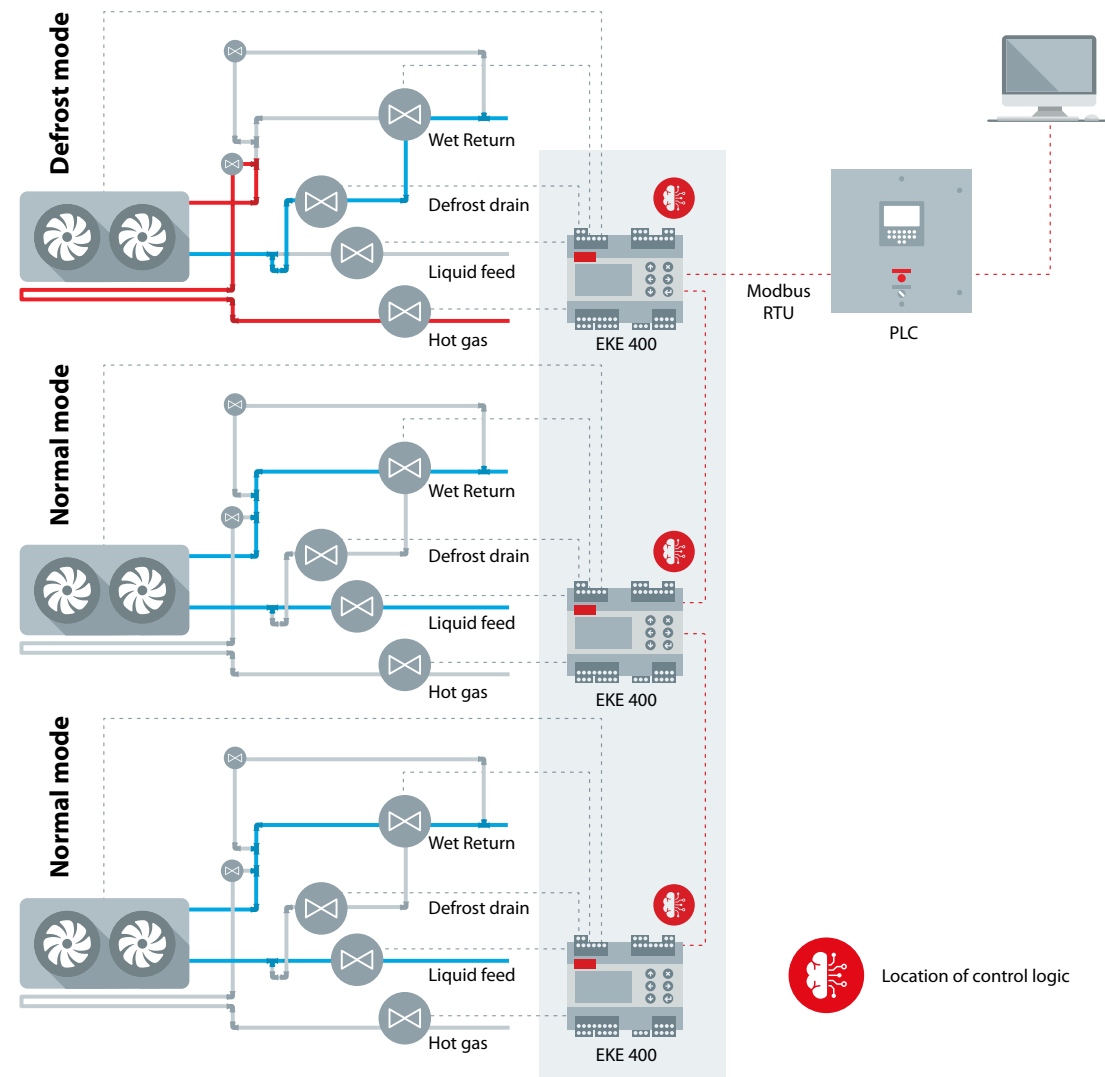 Defrost mode
Wet Return
Defrost drain
Liquid feed
Hot gas
EKE 400
Modbus
RTU
PLC
Normal mode
Wet Return
Defrost drain
Liquid feed
Hot gas
EKE 400
Normal mode
Wet Return
Defrost drain
Liquid feed
Hot gas
EKE 400
Location of control logic